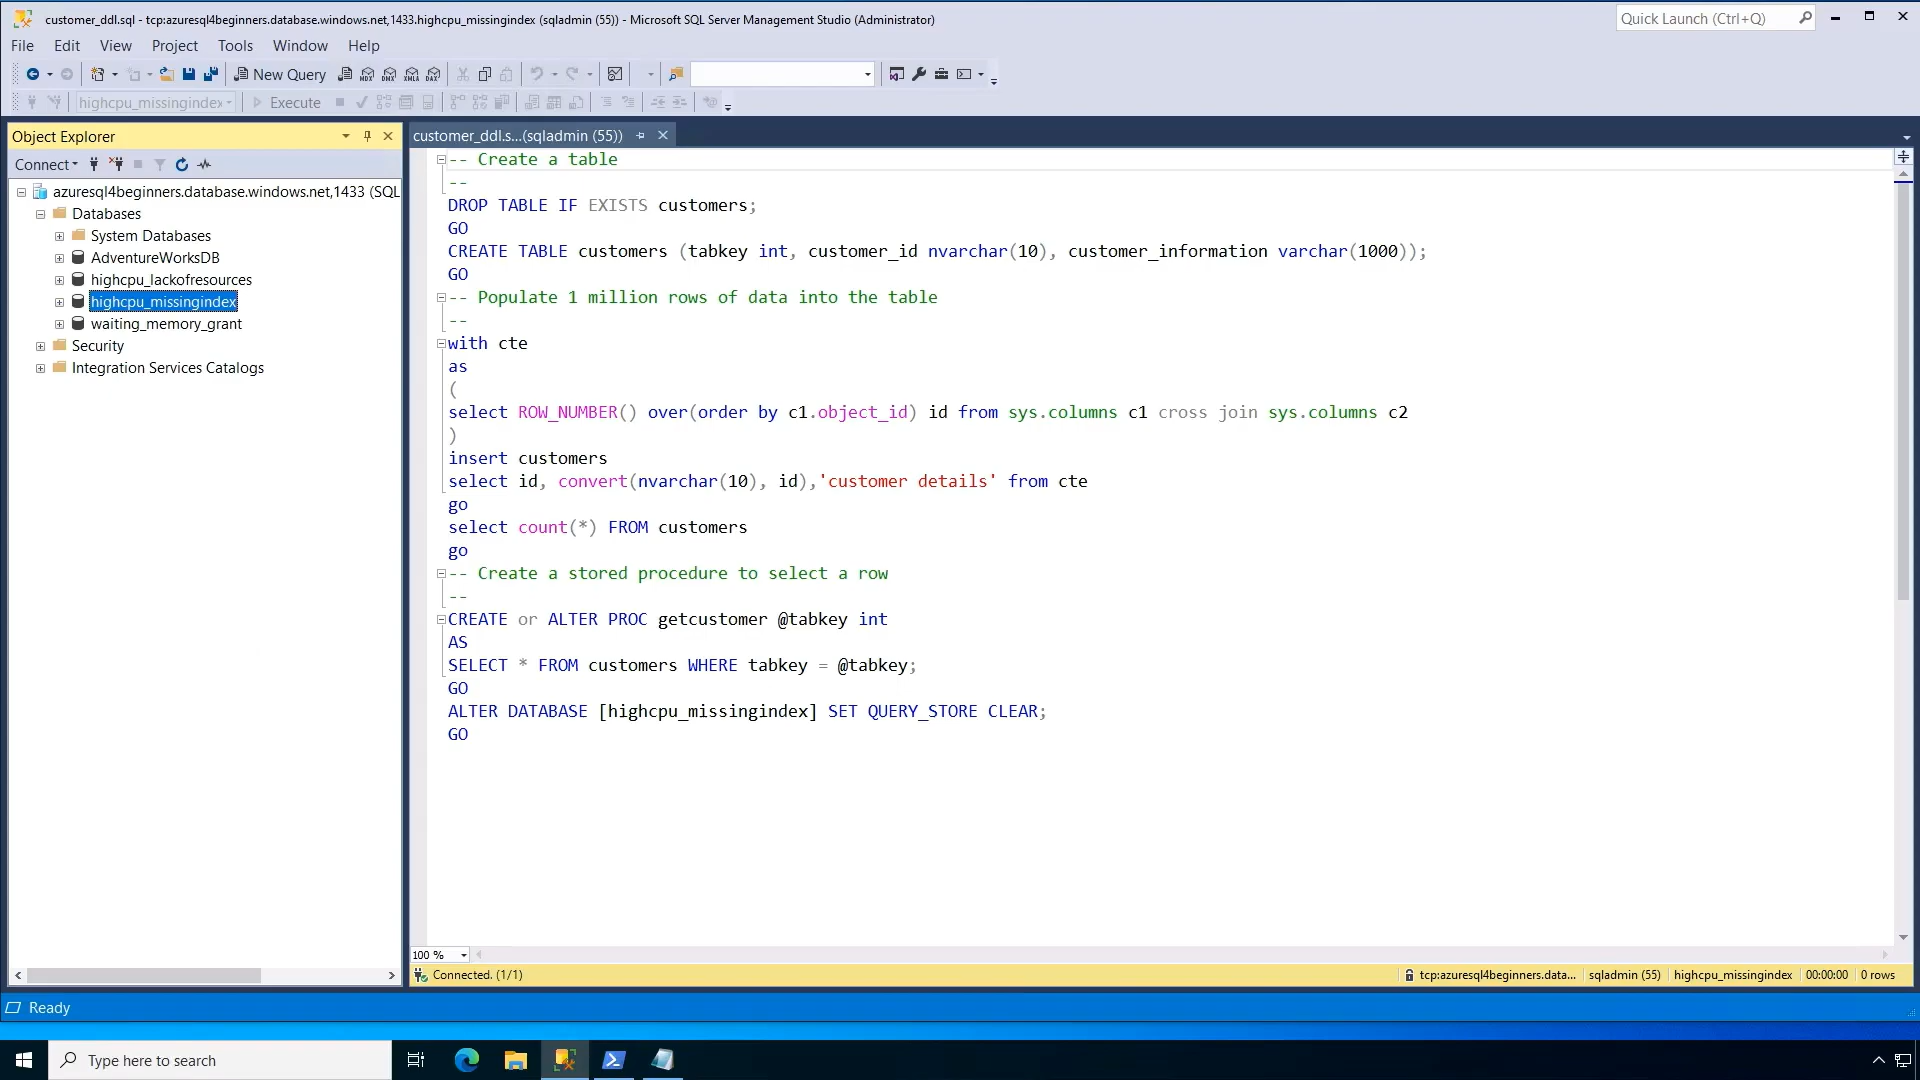 customer_ddl.sql - tcp:azuresql4beginners.database.windows.net,1433.highcpu_missingindex (sqladmin (55)) - Microsoft SQL Server Management Studio (Administrator)
Quick Launch (Ctrl+Q)
File Edit View Project Tools Window Help
New Query MDX DMX XMLA DAX
highcpu_missingindex Execute
Object Explorer
Connect
azuresql4beginners.database.windows.net,1433 (SQL
Databases
System Databases
AdventureWorksDB
highcpu_lackofresources
highcpu_missingindex
waiting_memory_grant
Security
Integration Services Catalogs
customer_ddl.s...(sqladmin (55))
-- Create a table
--
DROP TABLE IF EXISTS customers;
GO
CREATE TABLE customers (tabkey int, customer_id nvarchar(10), customer_information varchar(1000));
GO
-- Populate 1 million rows of data into the table
--
with cte
as
(
select ROW_NUMBER() over(order by c1.object_id) id from sys.columns c1 cross join sys.columns c2
)
insert customers
select id, convert(nvarchar(10), id),'customer details' from cte
go
select count(*) FROM customers
go
-- Create a stored procedure to select a row
--
CREATE or ALTER PROC getcustomer @tabkey int
AS
SELECT * FROM customers WHERE tabkey = @tabkey;
GO
ALTER DATABASE [highcpu_missingindex] SET QUERY_STORE CLEAR;
GO
100 %
Connected. (1/1)
tcp:azuresql4beginners.data... sqladmin (55) highcpu_missingindex 00:00:00 0 rows
Ready
Type here to search